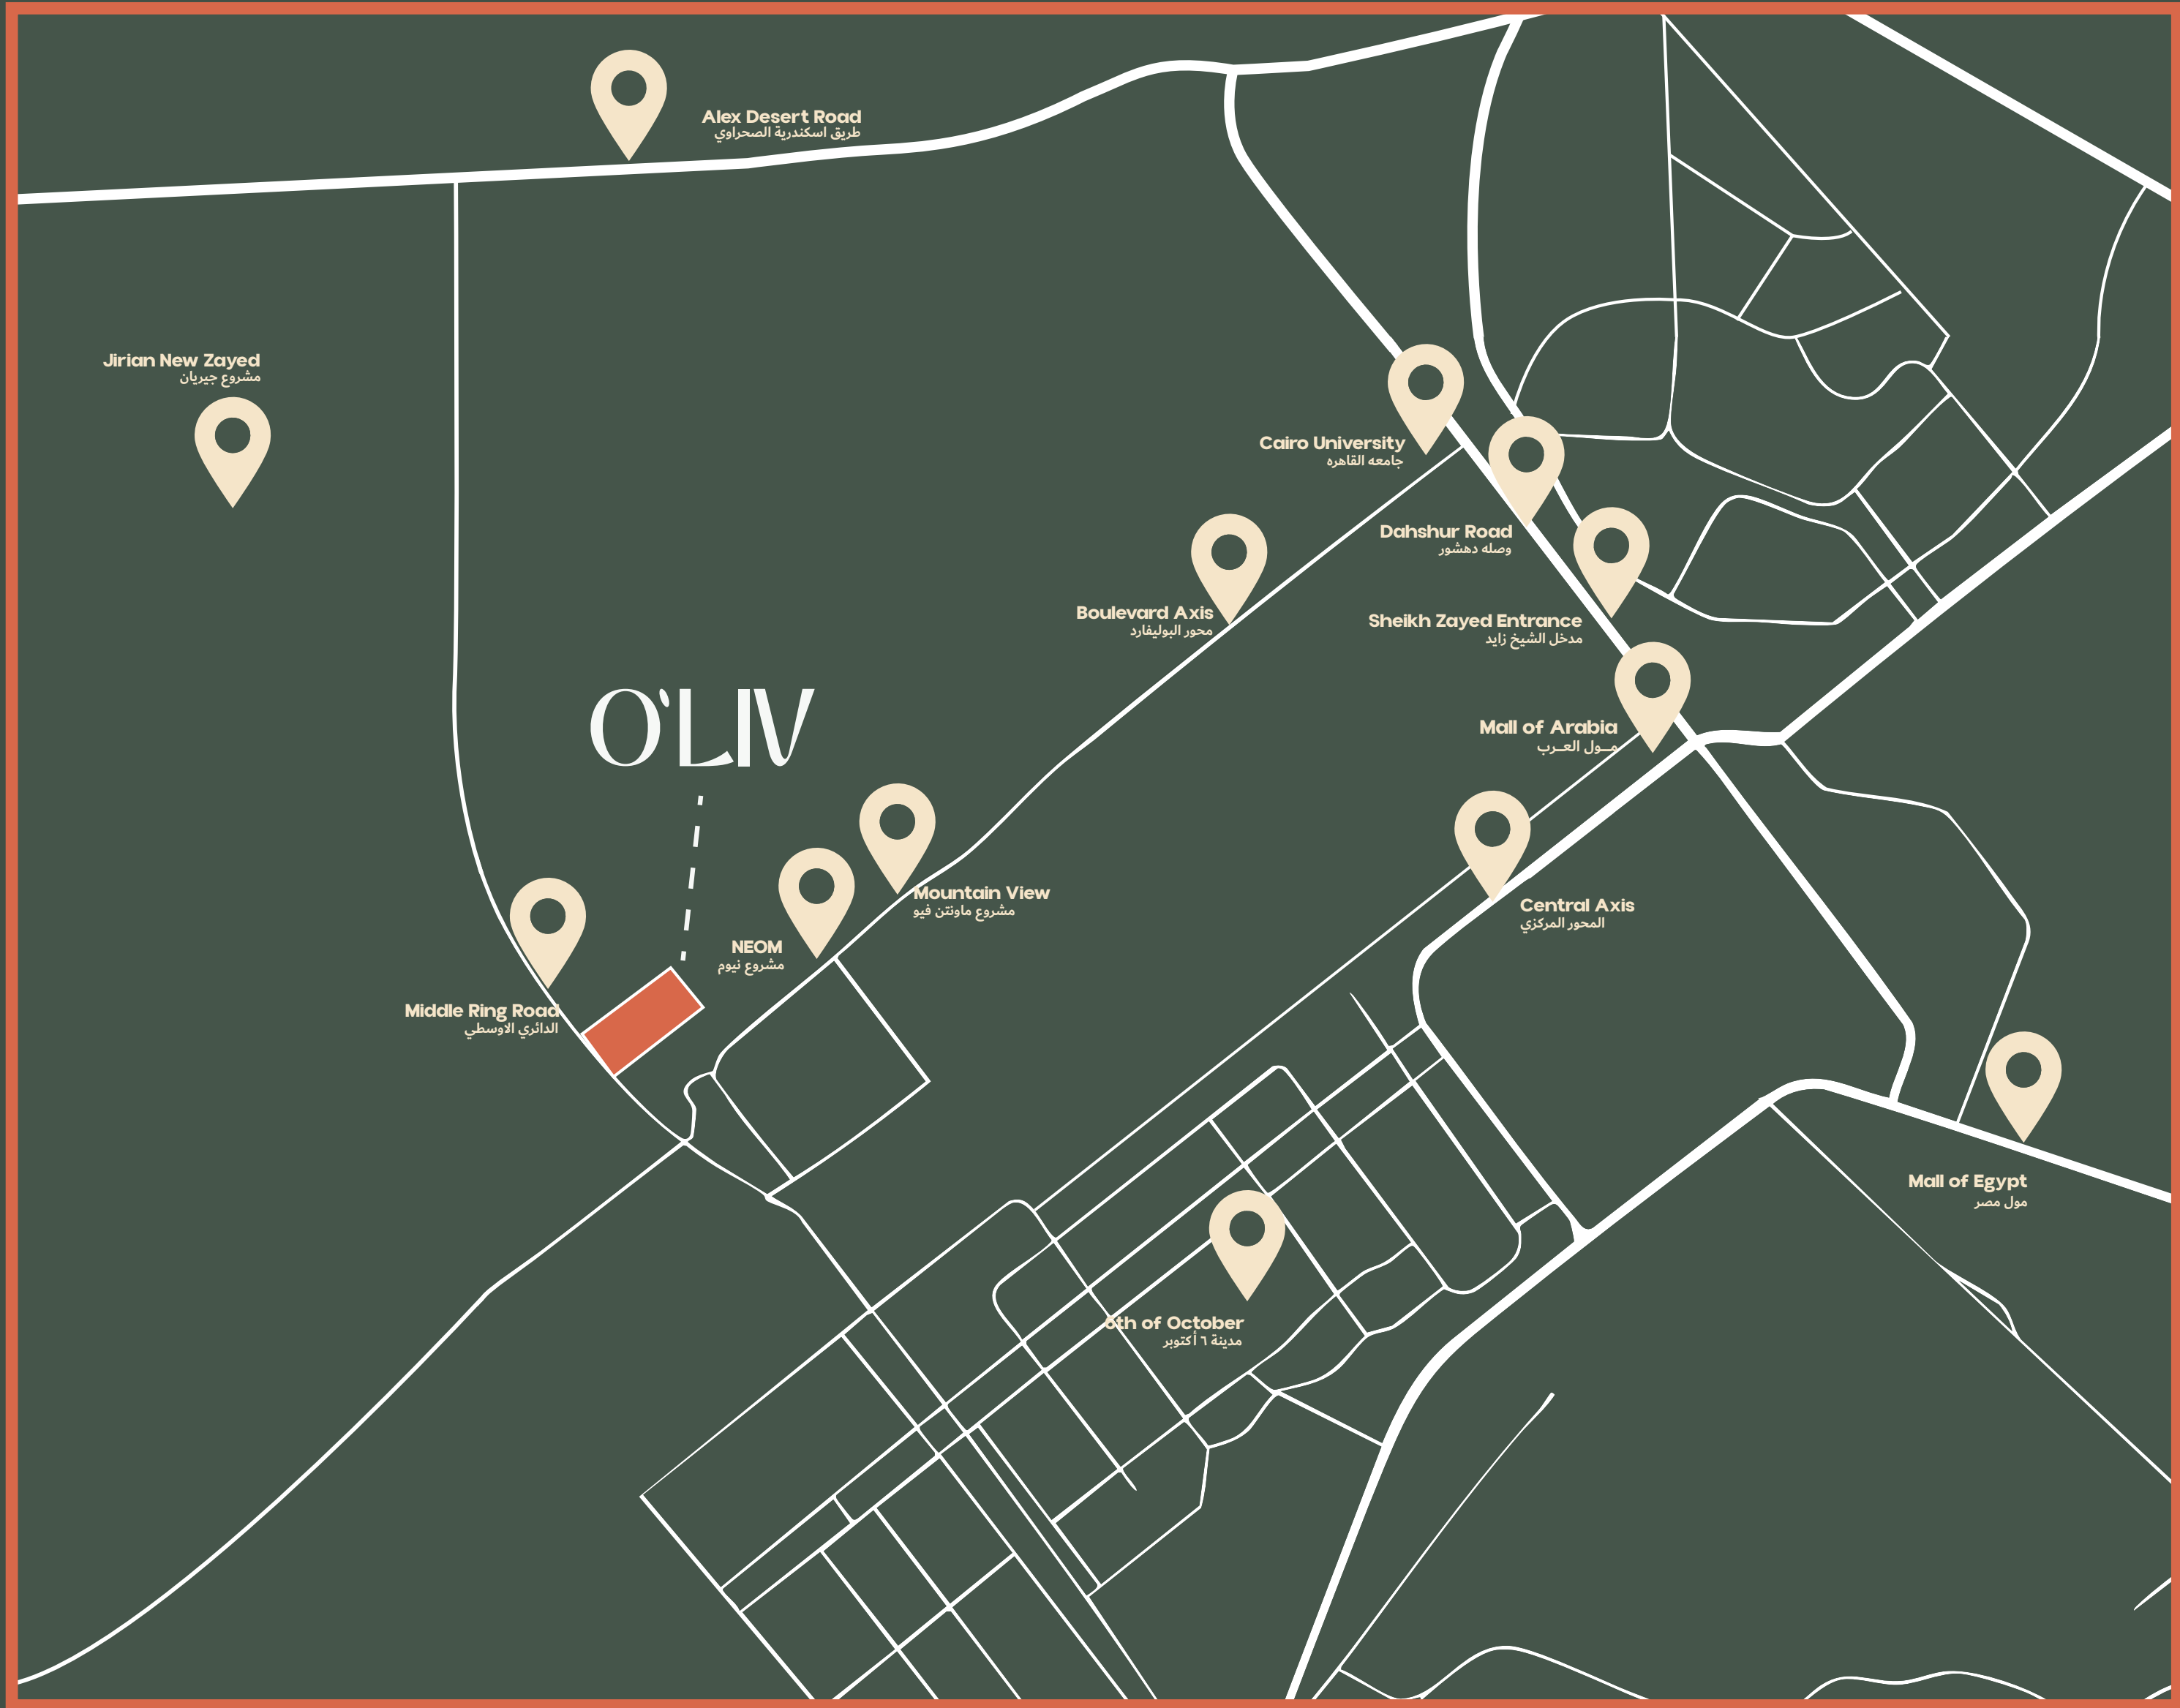 Alex Desert Road
طريق اسكندرية الصحراوي
Jirian New Zayed
مشروع جيريان
Cairo University
جامعه القاهره
Dahshur Road
وصله دهشور
Boulevard Axis
محور البوليفارد
Sheikh Zayed Entrance
مدخل الشيخ زايد
O'LIV
Mall of Arabia
مــول العــرب
Mountain View
مشروع ماونتن فيو
Central Axis
المحور المركزي
NEOM
مشروع نيوم
Middle Ring Road
الدائري الاوسطي
Mall of Egypt
مول مصر
6th of October
مدينة ٦ أكتوبر